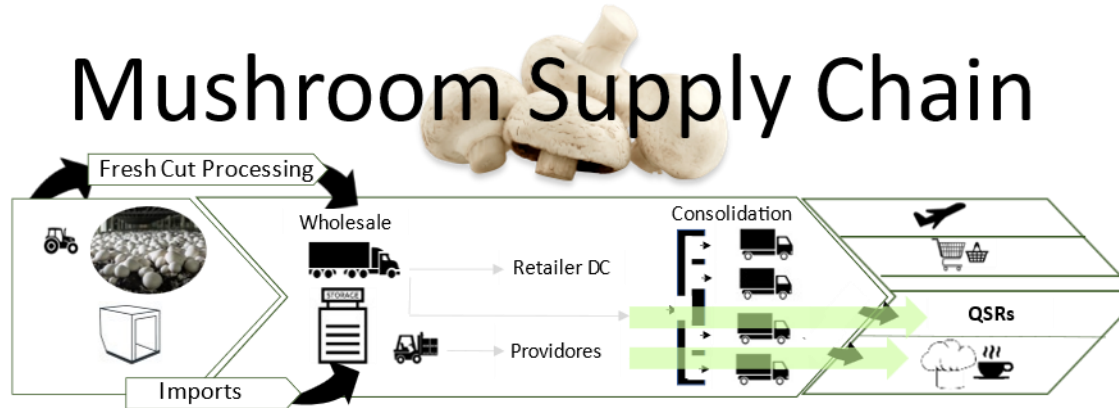 Mushroom Supply Chain
Fresh Cut Processing
Wholesale
Consolidation
Retailer DC
STORAGE
QSRs
Providores
Imports